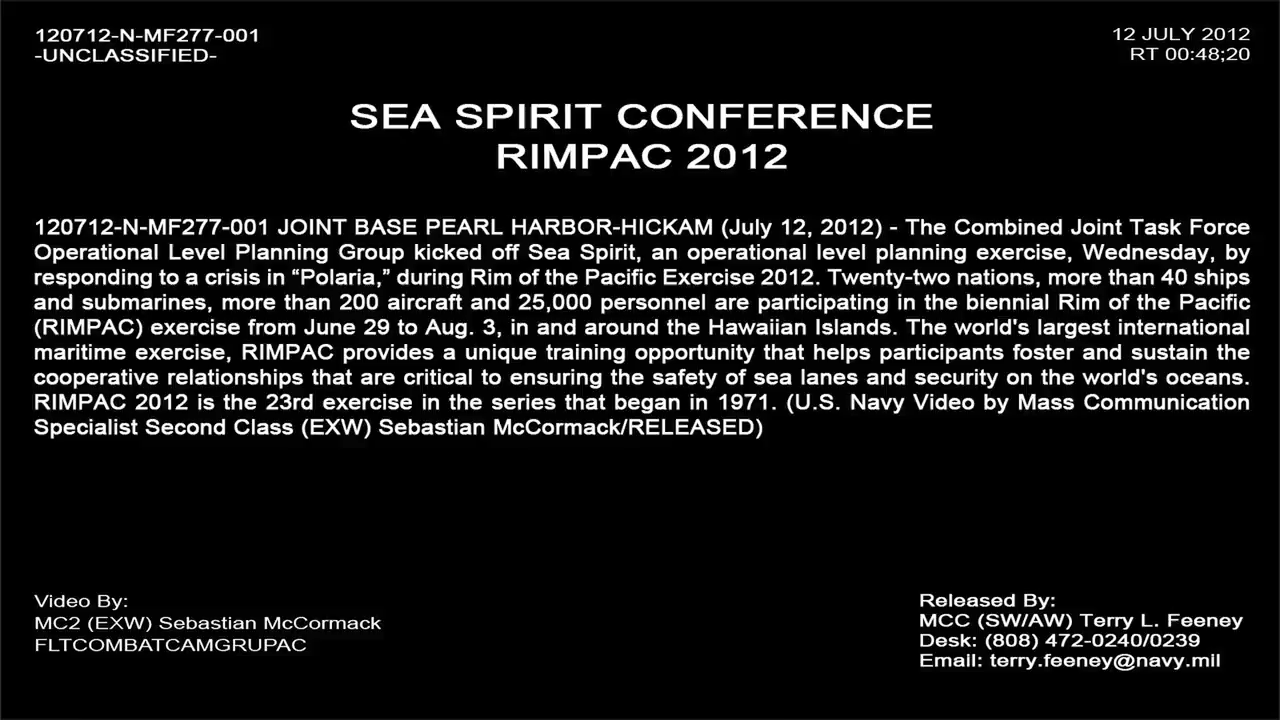 120712-N-MF277-001
-UNCLASSIFIED-
12 JULY 2012
RT 00:48;20
SEA SPIRIT CONFERENCE
RIMPAC 2012
120712-N-MF277-001 JOINT BASE PEARL HARBOR-HICKAM (July 12, 2012) - The Combined Joint Task Force
Operational Level Planning Group kicked off Sea Spirit, an operational level planning exercise, Wednesday, by
responding to a crisis in “Polaria,” during Rim of the Pacific Exercise 2012. Twenty-two nations, more than 40 ships
and submarines, more than 200 aircraft and 25,000 personnel are participating in the biennial Rim of the Pacific
(RIMPAC) exercise from June 29 to Aug. 3, in and around the Hawaiian Islands. The world's largest international
maritime exercise, RIMPAC provides a unique training opportunity that helps participants foster and sustain the
cooperative relationships that are critical to ensuring the safety of sea lanes and security on the world's oceans.
RIMPAC 2012 is the 23rd exercise in the series that began in 1971. (U.S. Navy Video by Mass Communication
Specialist Second Class (EXW) Sebastian McCormack/RELEASED)
Video By:
MC2 (EXW) Sebastian McCormack
FLTCOMBATCAMGRUPAC
Released By:
MCC (SW/AW) Terry L. Feeney
Desk: (808) 472-0240/0239
Email: terry.feeney@navy.mil